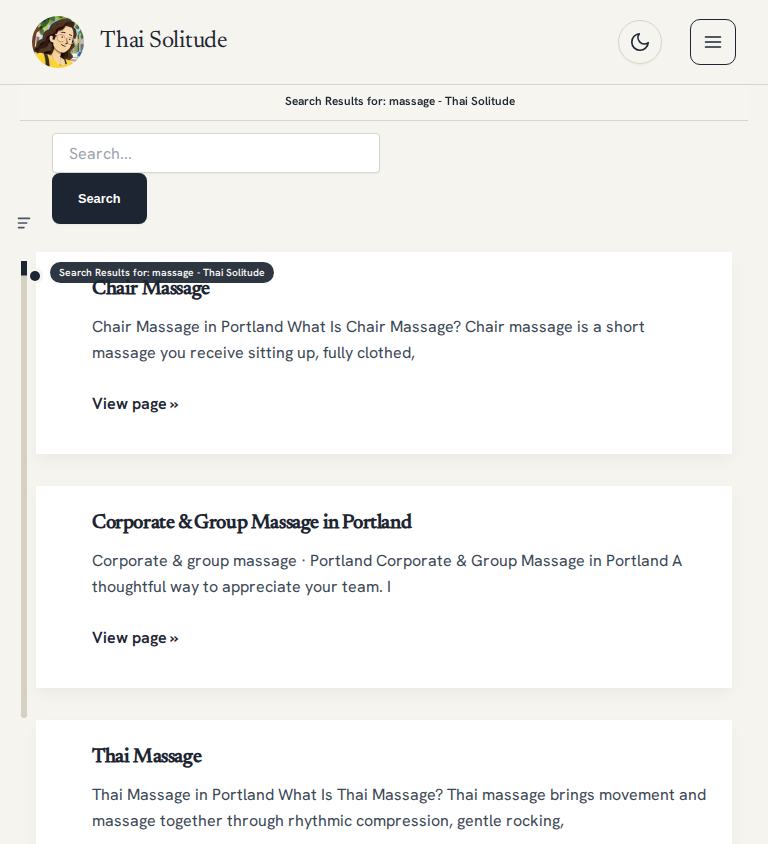 Thai Solitude
Search Results for: massage - Thai Solitude
Search...
Search
Search Results for: massage - Thai Solitude
Chair Massage
Chair Massage in Portland What Is Chair Massage? Chair massage is a short
massage you receive sitting up, fully clothed,
View page »
Corporate & Group Massage in Portland
Corporate & group massage · Portland Corporate & Group Massage in Portland A
thoughtful way to appreciate your team. I
View page »
Thai Massage
Thai Massage in Portland What Is Thai Massage? Thai massage brings movement and
massage together through rhythmic compression, gentle rocking,